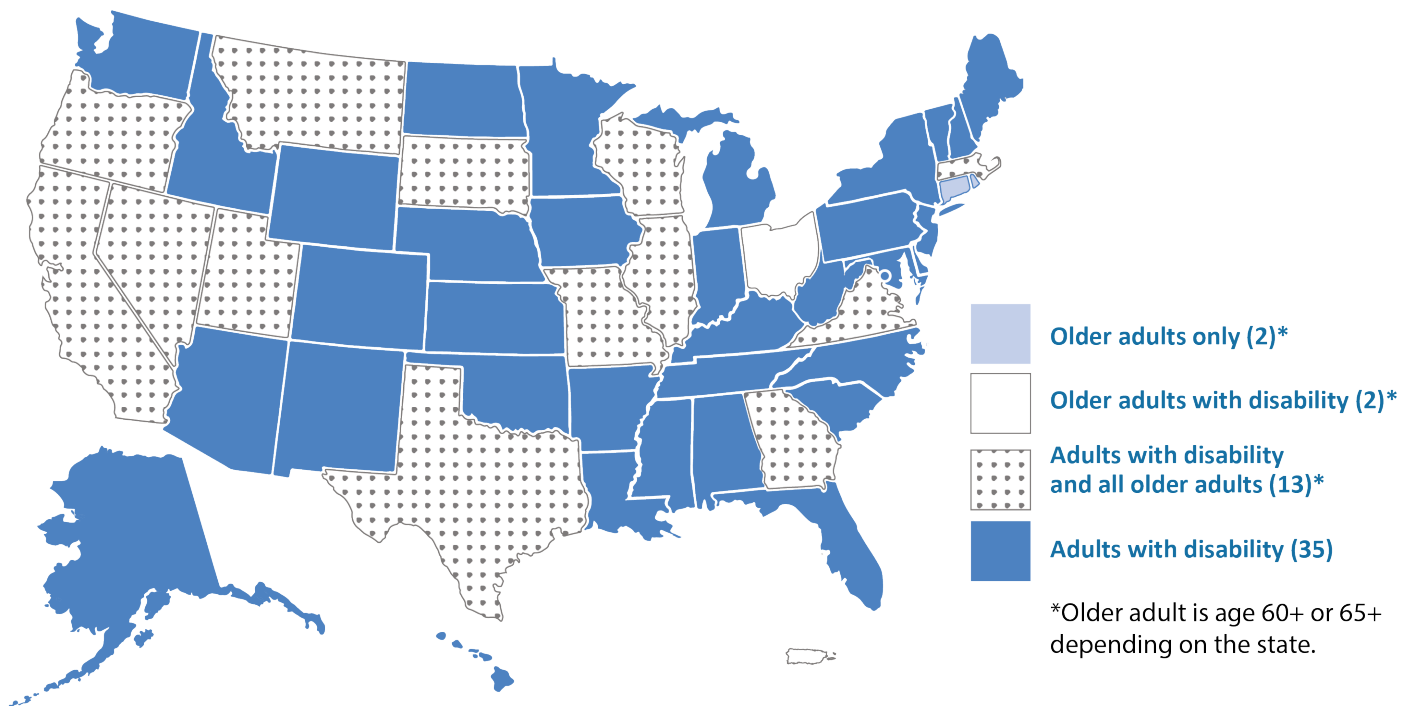 Older adults only (2)*
Older adults with disability (2)*
Adults with disability
and all older adults (13)*
Adults with disability (35)
*Older adult is age 60+ or 65+
depending on the state.